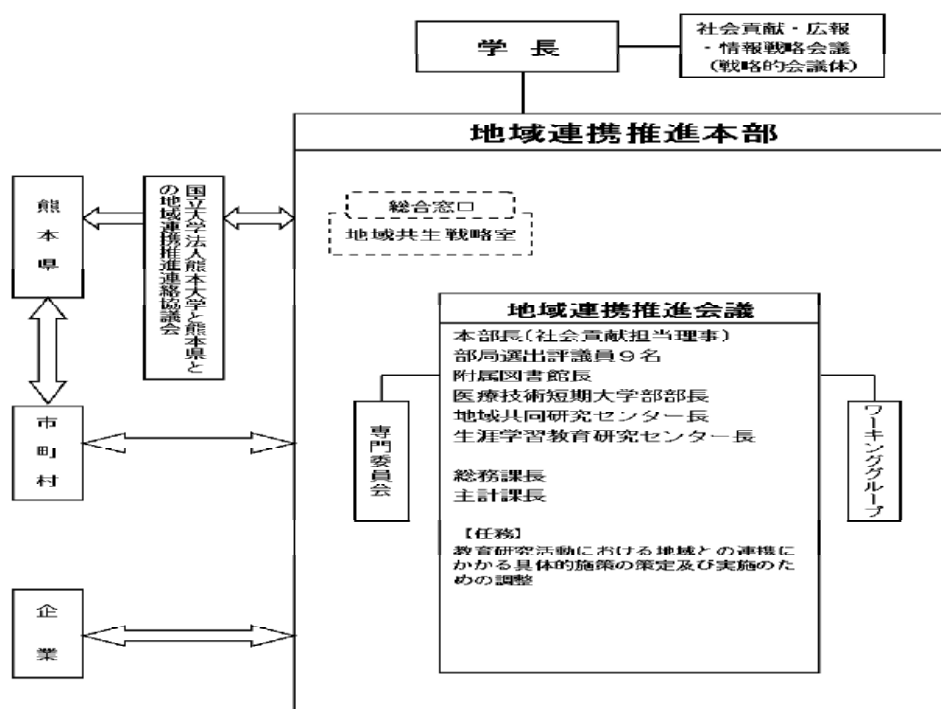 学長
社会貢献・広報
・情報戦略会議
(戦略的会議体)
地域連携推進本部
熊本県
国立大学法人熊本大学と熊本県と
の地域連携推進連絡協議会
総合窓口
地域共生戦略室
市町村
企業
地域連携推進会議
本部長(社会貢献担当理事)
部局選出評議員９名
附属図書館長
医療技術短期大学部部長
地域共同研究センター長
生涯学習教育研究センター長
総務課長
主計課長
【任務】
教育研究活動における地域との連携に
かかる具体的施策の策定及び実施のた
めの調整
専門委員会
ワーキンググループ